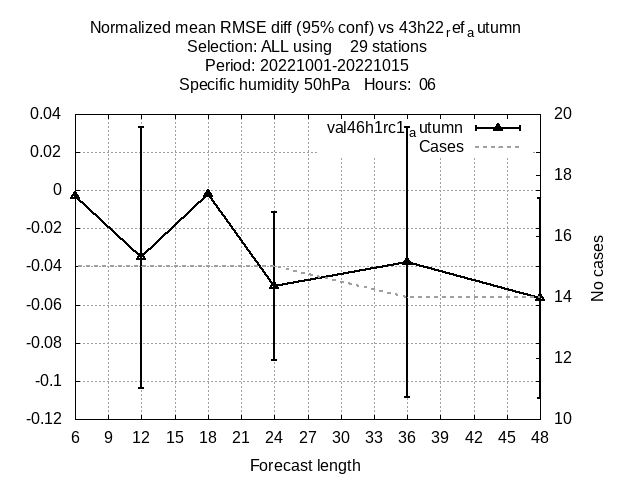 Normalized mean RMSE diff (95% conf) vs 43h22refautumn
Selection: ALL using 29 stations
Period: 20221001-20221015
Specific humidity 50hPa Hours: 06
val46h1rc1autumn
Cases
0.04
0.02
0
-0.02
-0.04
-0.06
-0.08
-0.1
-0.12
20
18
16
14
12
10
No cases
6 9 12 15 18 21 24 27 30 33 36 39 42 45 48
Forecast length